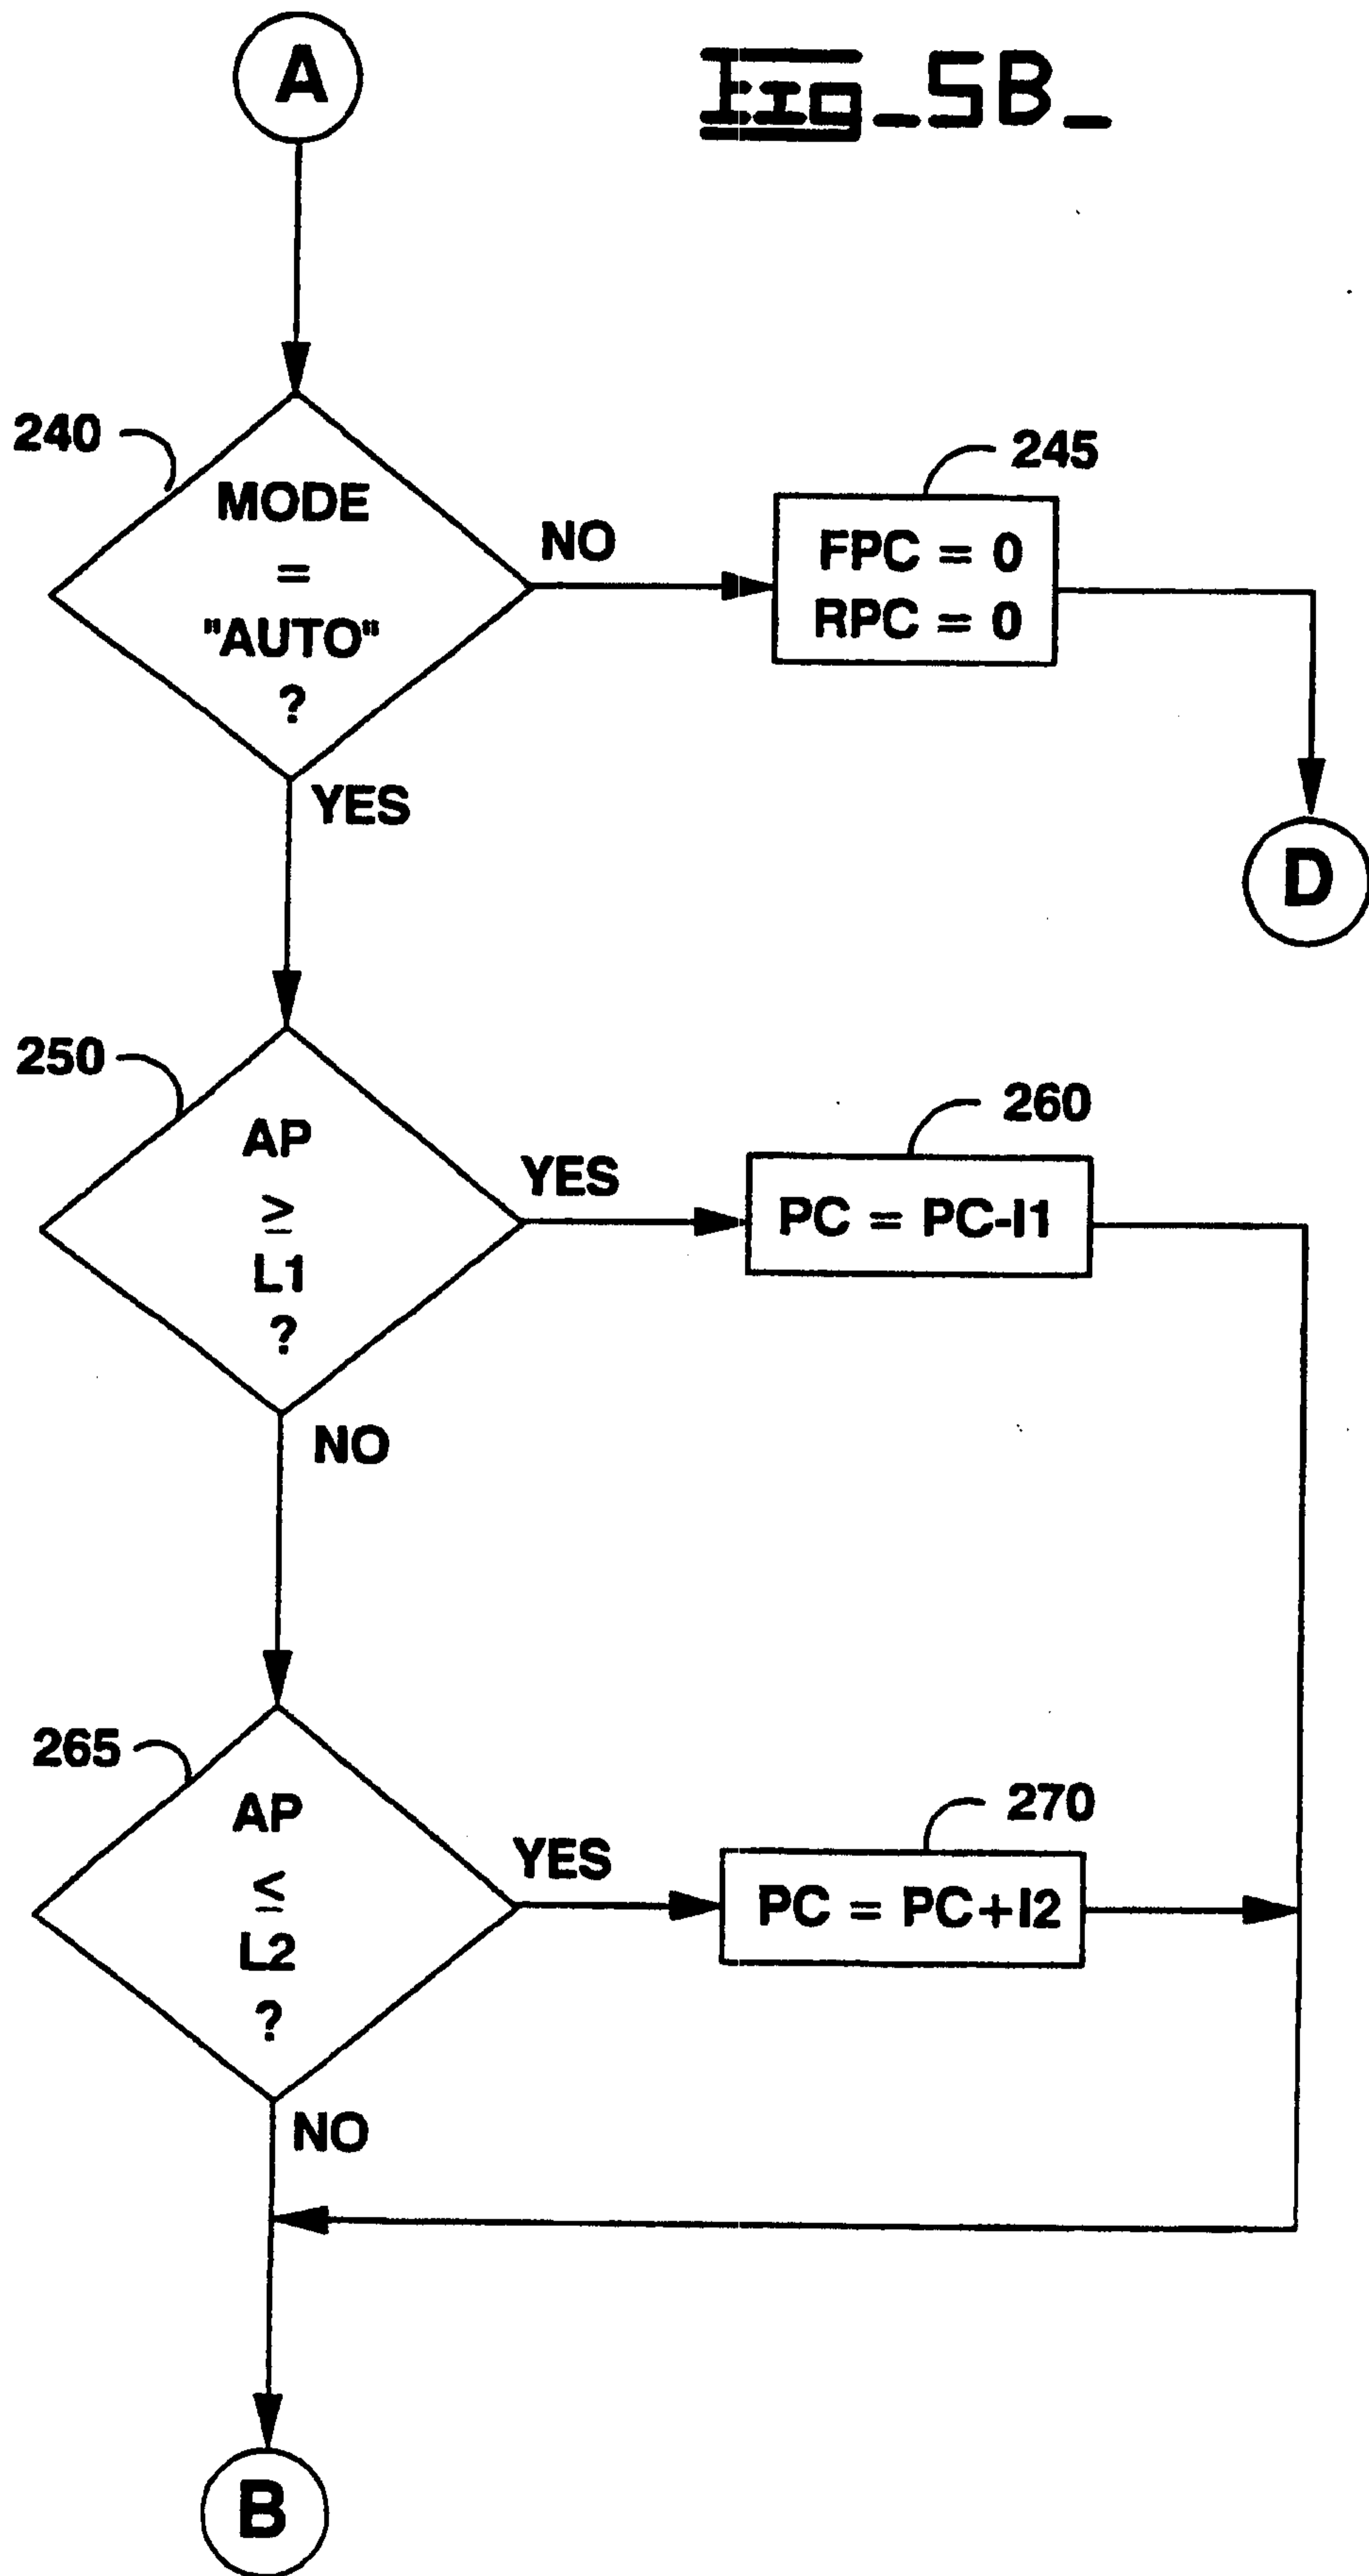 A
Fig_5B_
240
MODE
=
"AUTO"
?
NO
245
FPC = 0
RPC = 0
YES
D
250
AP
≥
L1
?
YES
260
PC = PC-I1
NO
265
AP
≤
L2
?
YES
270
PC = PC+I2
NO
B